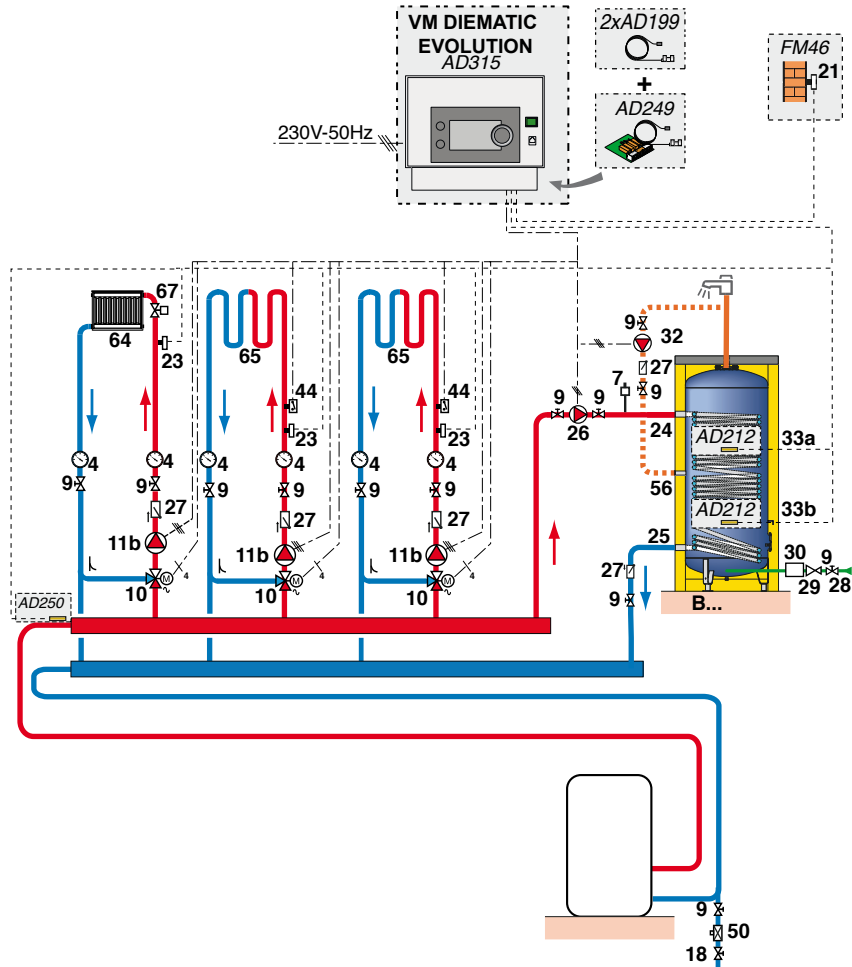 VM DIEMATIC
EVOLUTION
AD315
2xAD199
+
AD249
FM46
21
230V-50Hz
67
64
23
65
44
23
65
44
23
9
32
27
9
7
9
9
26
24
AD212
33a
56
AD212
33b
25
4
4
4
4
4
4
9
9
9
9
9
9
27
27
27
11b
11b
11b
M
4
M
4
M
4
10
10
10
27
9
30
29
9
28
B...
AD250
9
50
18